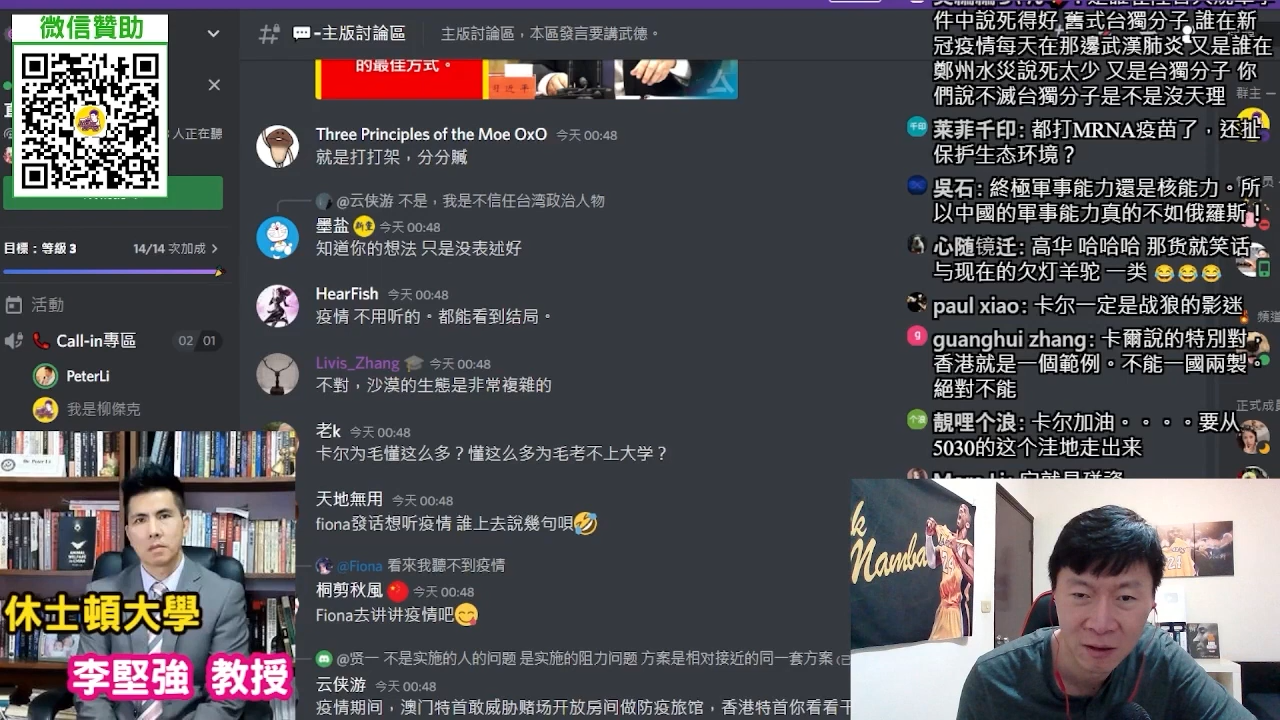 微信贊助
人正在聽
目標：等級 3
14/14 次加成 >
活動
Call-in專區
02 01
PeterLi
我是柳傑克
休士頓大學
李堅強 教授
-主版討論區
主版討論區，本區發言要講武德。
的最佳方式。
Three Principles of the Moe OxO 今天 00:48
就是打打架，分分贓
@云侠游 不是，我是不信任台湾政治人物
墨盐 今天 00:48
知道你的想法 只是没表述好
HearFish 今天 00:48
疫情 不用听的。都能看到结局。
Livis_Zhang 今天 00:48
不對，沙漠的生態是非常複雜的
老k 今天 00:48
卡尔为毛懂这么多？懂这么多为毛考不上大学？
天地無用 今天 00:48
fiona發话想听疫情 誰上去說幾句唄🤣
@Fiona 看來我聽不到疫情
桐剪秋風 🇨🇳 今天 00:48
Fiona去讲讲疫情吧😋
@贤一 不是实施的人的问题 是实施的阻力问题 方案是相对接近的同一套方案
云侠游 今天 00:48
疫情期间，澳门特首敢威胁赌场开放房间做防疫旅馆，香港特首你看看
件中說死得好 舊式台獨分子 誰在新
冠疫情每天在那邊武漢肺炎 又是誰在
鄭州水災說死太少 又是台獨分子 你
們說不滅台獨分子是不是沒天理
萊菲千印: 都打MRNA疫苗了，还扯
保护生态环境？
吳石: 終極軍事能力還是核能力。所
以中國的軍事能力真的不如俄羅斯！
心随镜迁: 高华 哈哈哈 那货就笑话
与现在的欠灯羊驼 一类 😂😂😂
paul xiao: 卡尔一定是战狼的影迷
guanghui zhang: 卡爾說的特別對。
香港就是一個範例。不能一國兩製。
絕對不能
靚哩个浪: 卡尔加油。。。。要从
5030的这个洼地走出来
群主
頻道
正式成員
Mamba